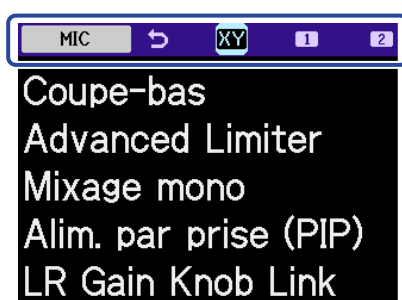 MIC XY 1 2
Coupe-bas
Advanced Limiter
Mixage mono
Alim. par prise (PIP)
LR Gain Knob Link